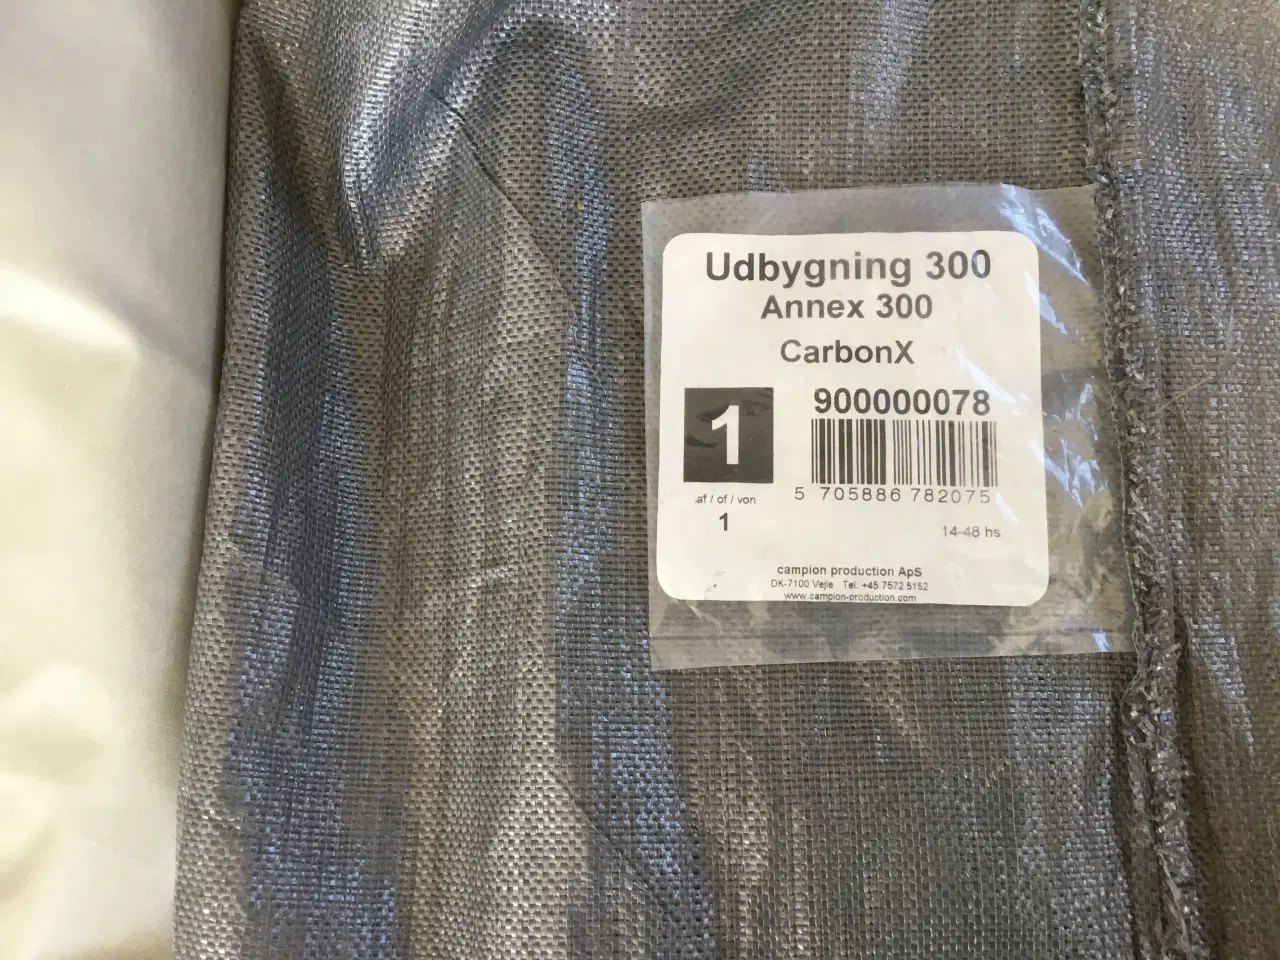 Udbygning 300
Annex 300
CarbonX
1
900000078
af / of / von
1
5 705886 782075
14-48 hs
campion production ApS
DK-7100 Vejle Tel: +45 7572 5152
www.campion-production.com